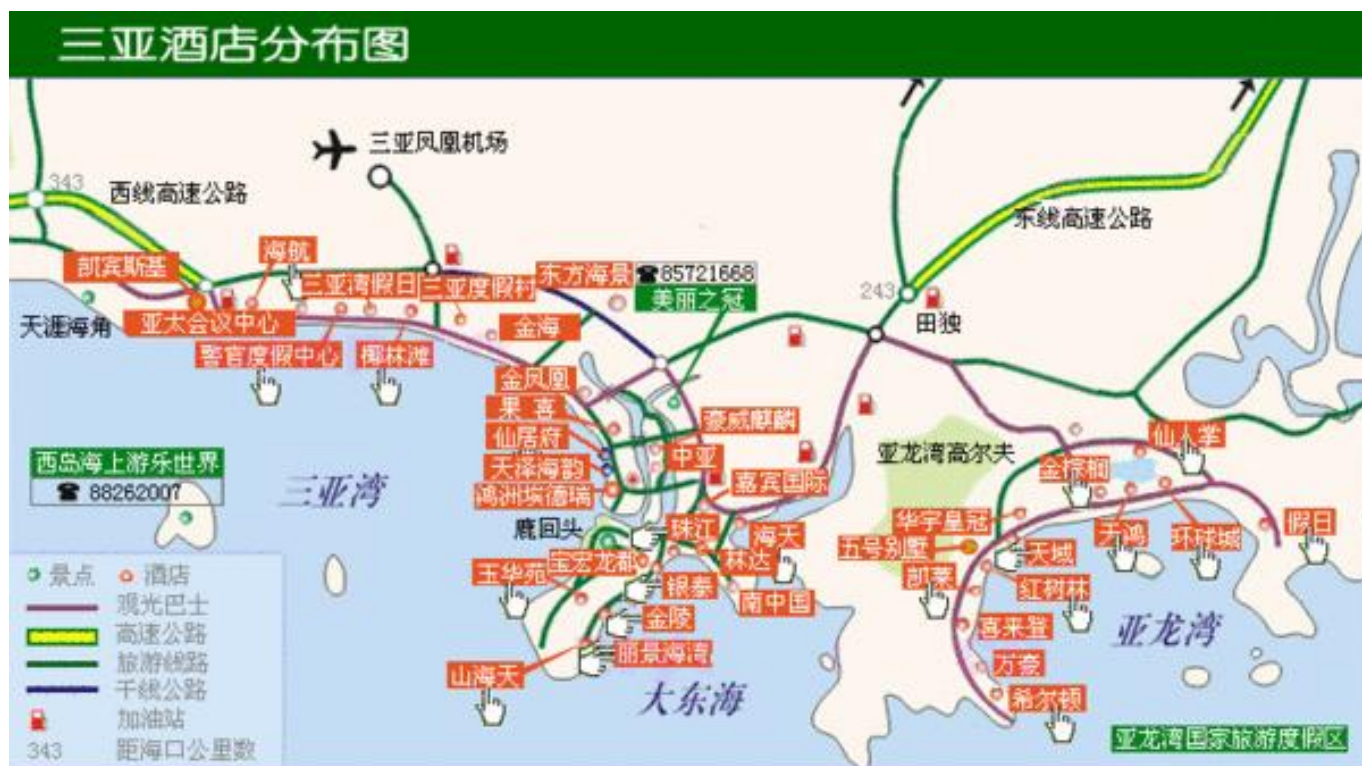 三亚酒店分布图
三亚凤凰机场
343
西线高速公路
东线高速公路
海航
凯宾斯基
三亚湾假日
三亚度假村
东方海景
☎85721668
美丽之冠
243
田独
天涯海角
亚太会议中心
金海
警官度假中心
椰林滩
金凤凰
果喜
仙居府
天泽海韵
鸿洲埃德瑞
豪威麒麟
中亚
嘉宾国际
亚龙湾高尔夫
仙人掌
金棕榈
西岛海上游乐世界
☎ 88262007
三亚湾
鹿回头
珠江
海天
林达
宝宏龙都
玉华苑
银泰
南中国
金陵
丽景海湾
山海天
大东海
华宇皇冠
五号别墅
天域
天鸿
环球城
假日
凯莱
红树林
喜来登
万豪
希尔顿
亚龙湾
亚龙湾国家旅游度假区
景点
酒店
观光巴士
高速公路
旅游线路
干线公路
加油站
343 距海口公里数